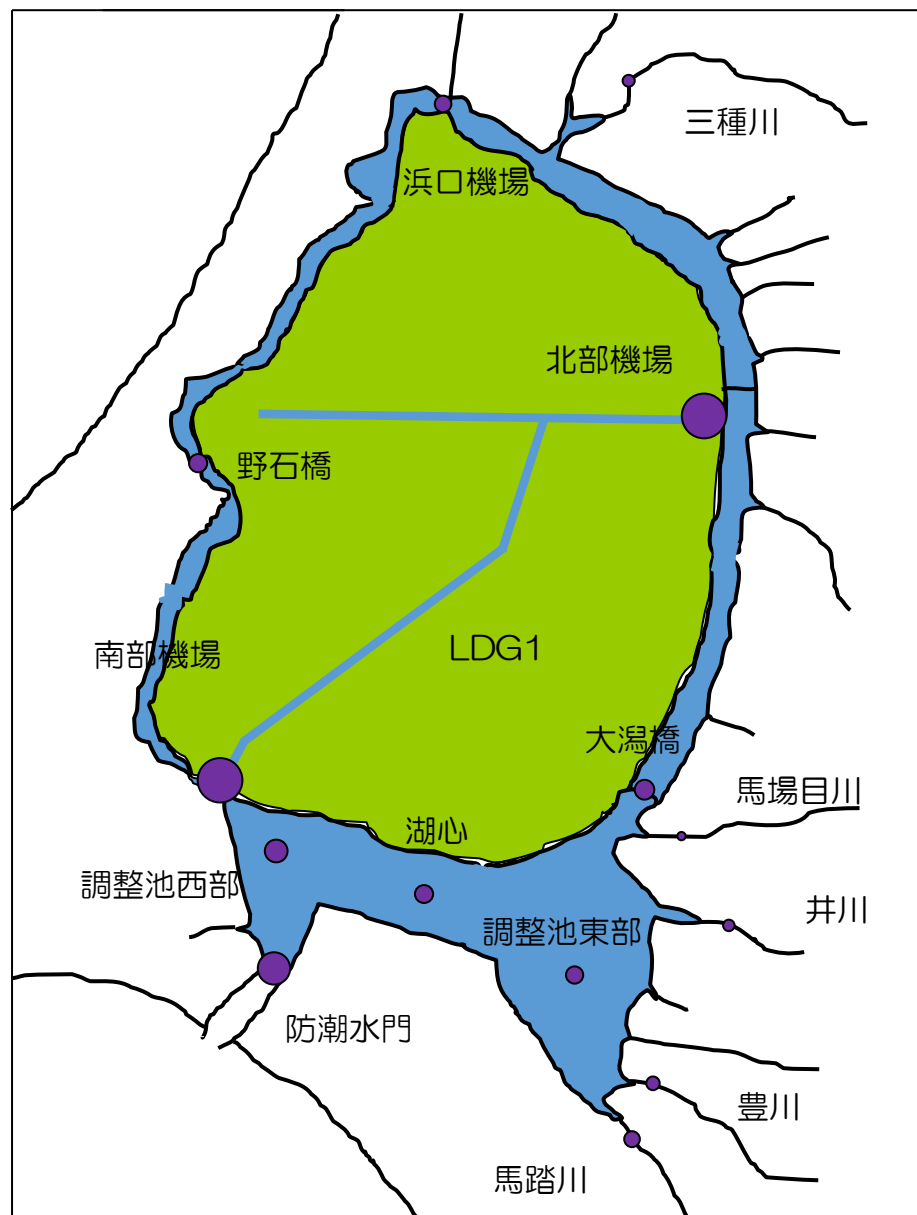 三種川
浜口機場
北部機場
野石橋
南部機場
LDG1
大潟橋
馬場目川
湖心
調整池西部
井川
調整池東部
防潮水門
豊川
馬踏川